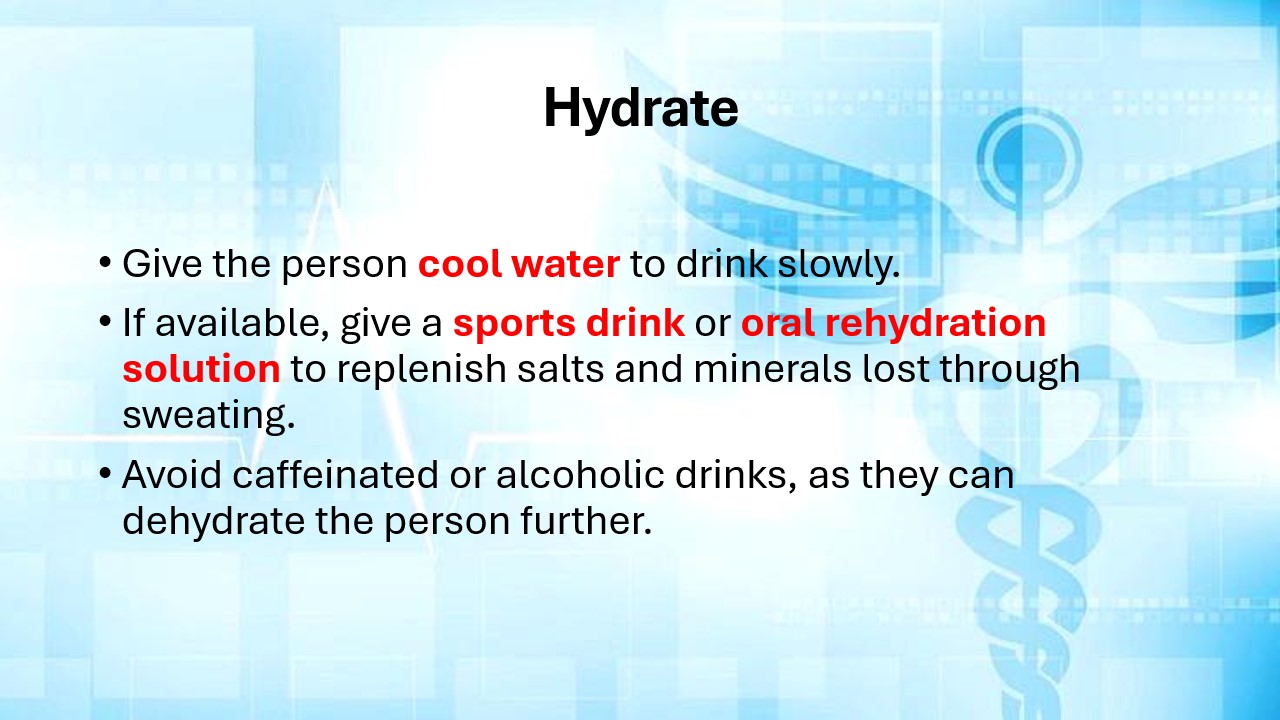 Hydrate
• Give the person cool water to drink slowly.
• If available, give a sports drink or oral rehydration
solution to replenish salts and minerals lost through
sweating.
• Avoid caffeinated or alcoholic drinks, as they can
dehydrate the person further.